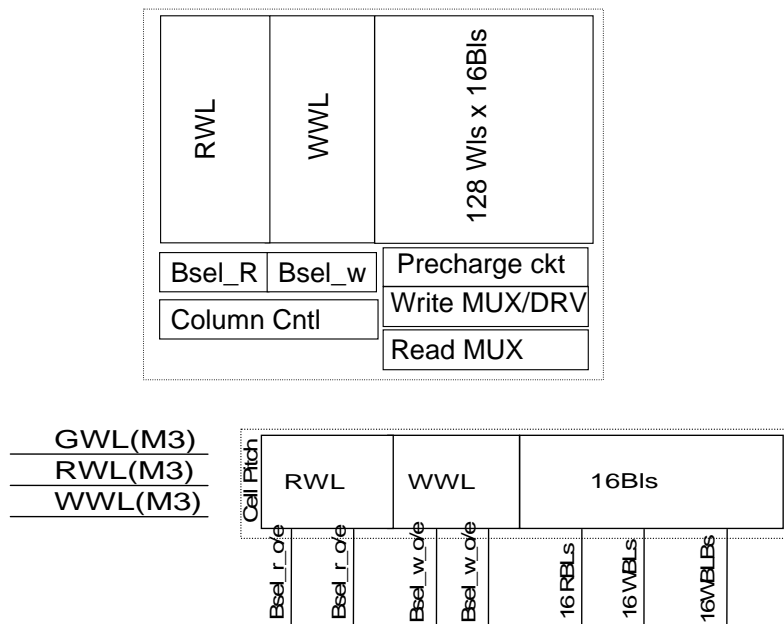 RWL
WWL
128 Wls x 16Bls
Bsel_R
Bsel_w
Precharge ckt
Write MUX/DRV
Column Cntl
Read MUX
GWL(M3)
RWL(M3)
WWL(M3)
Cell Pitch
RWL
WWL
16Bls
Bsel_r_o/e
Bsel_r_o/e
Bsel_w_o/e
Bsel_w_o/e
16 RBLs
16 WBLs
16WBLBs